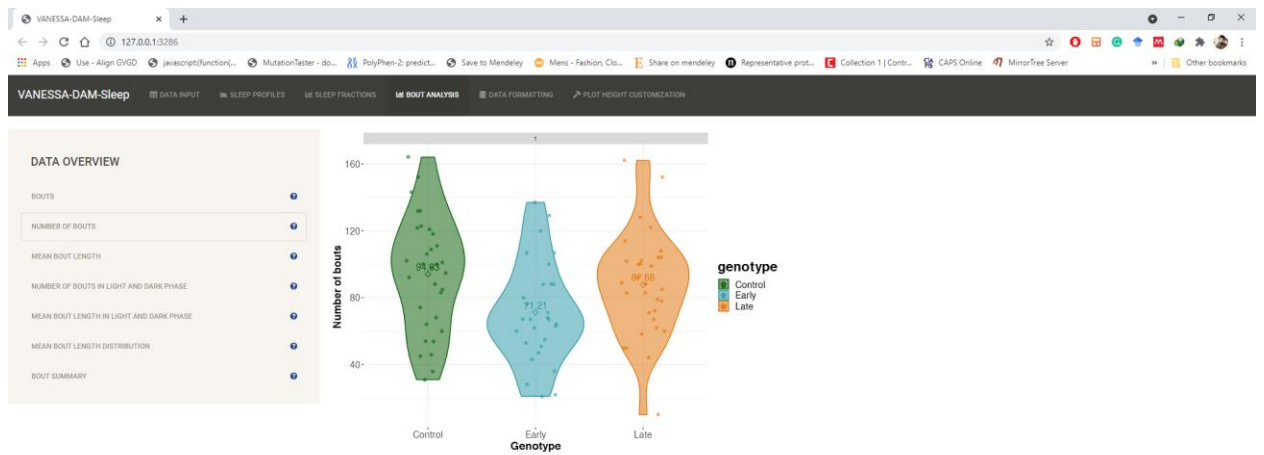 VANESSA-DAM-Sleep
127.0.0.1:3286
Apps Use - Align GVGD javascript(function(... MutationTaster - do... PolyPhen-2: predict... Save to Mendeley Mens - Fashion, Clo... Share on mendeley Representative prot... Collection 1 | Contr... CAPS Online MirrorTree Server » Other bookmarks
VANESSA-DAM-Sleep DATA INPUT SLEEP PROFILES SLEEP FRACTIONS BOUT ANALYSIS DATA FORMATTING PLOT HEIGHT CUSTOMIZATION
DATA OVERVIEW
BOUTS
NUMBER OF BOUTS
MEAN BOUT LENGTH
NUMBER OF BOUTS IN LIGHT AND DARK PHASE
MEAN BOUT LENGTH IN LIGHT AND DARK PHASE
MEAN BOUT LENGTH DISTRIBUTION
BOUT SUMMARY
1
Number of bouts
160
120
80
40
94.03
71.21
87.68
Control Early Late
Genotype
genotype
Control
Early
Late